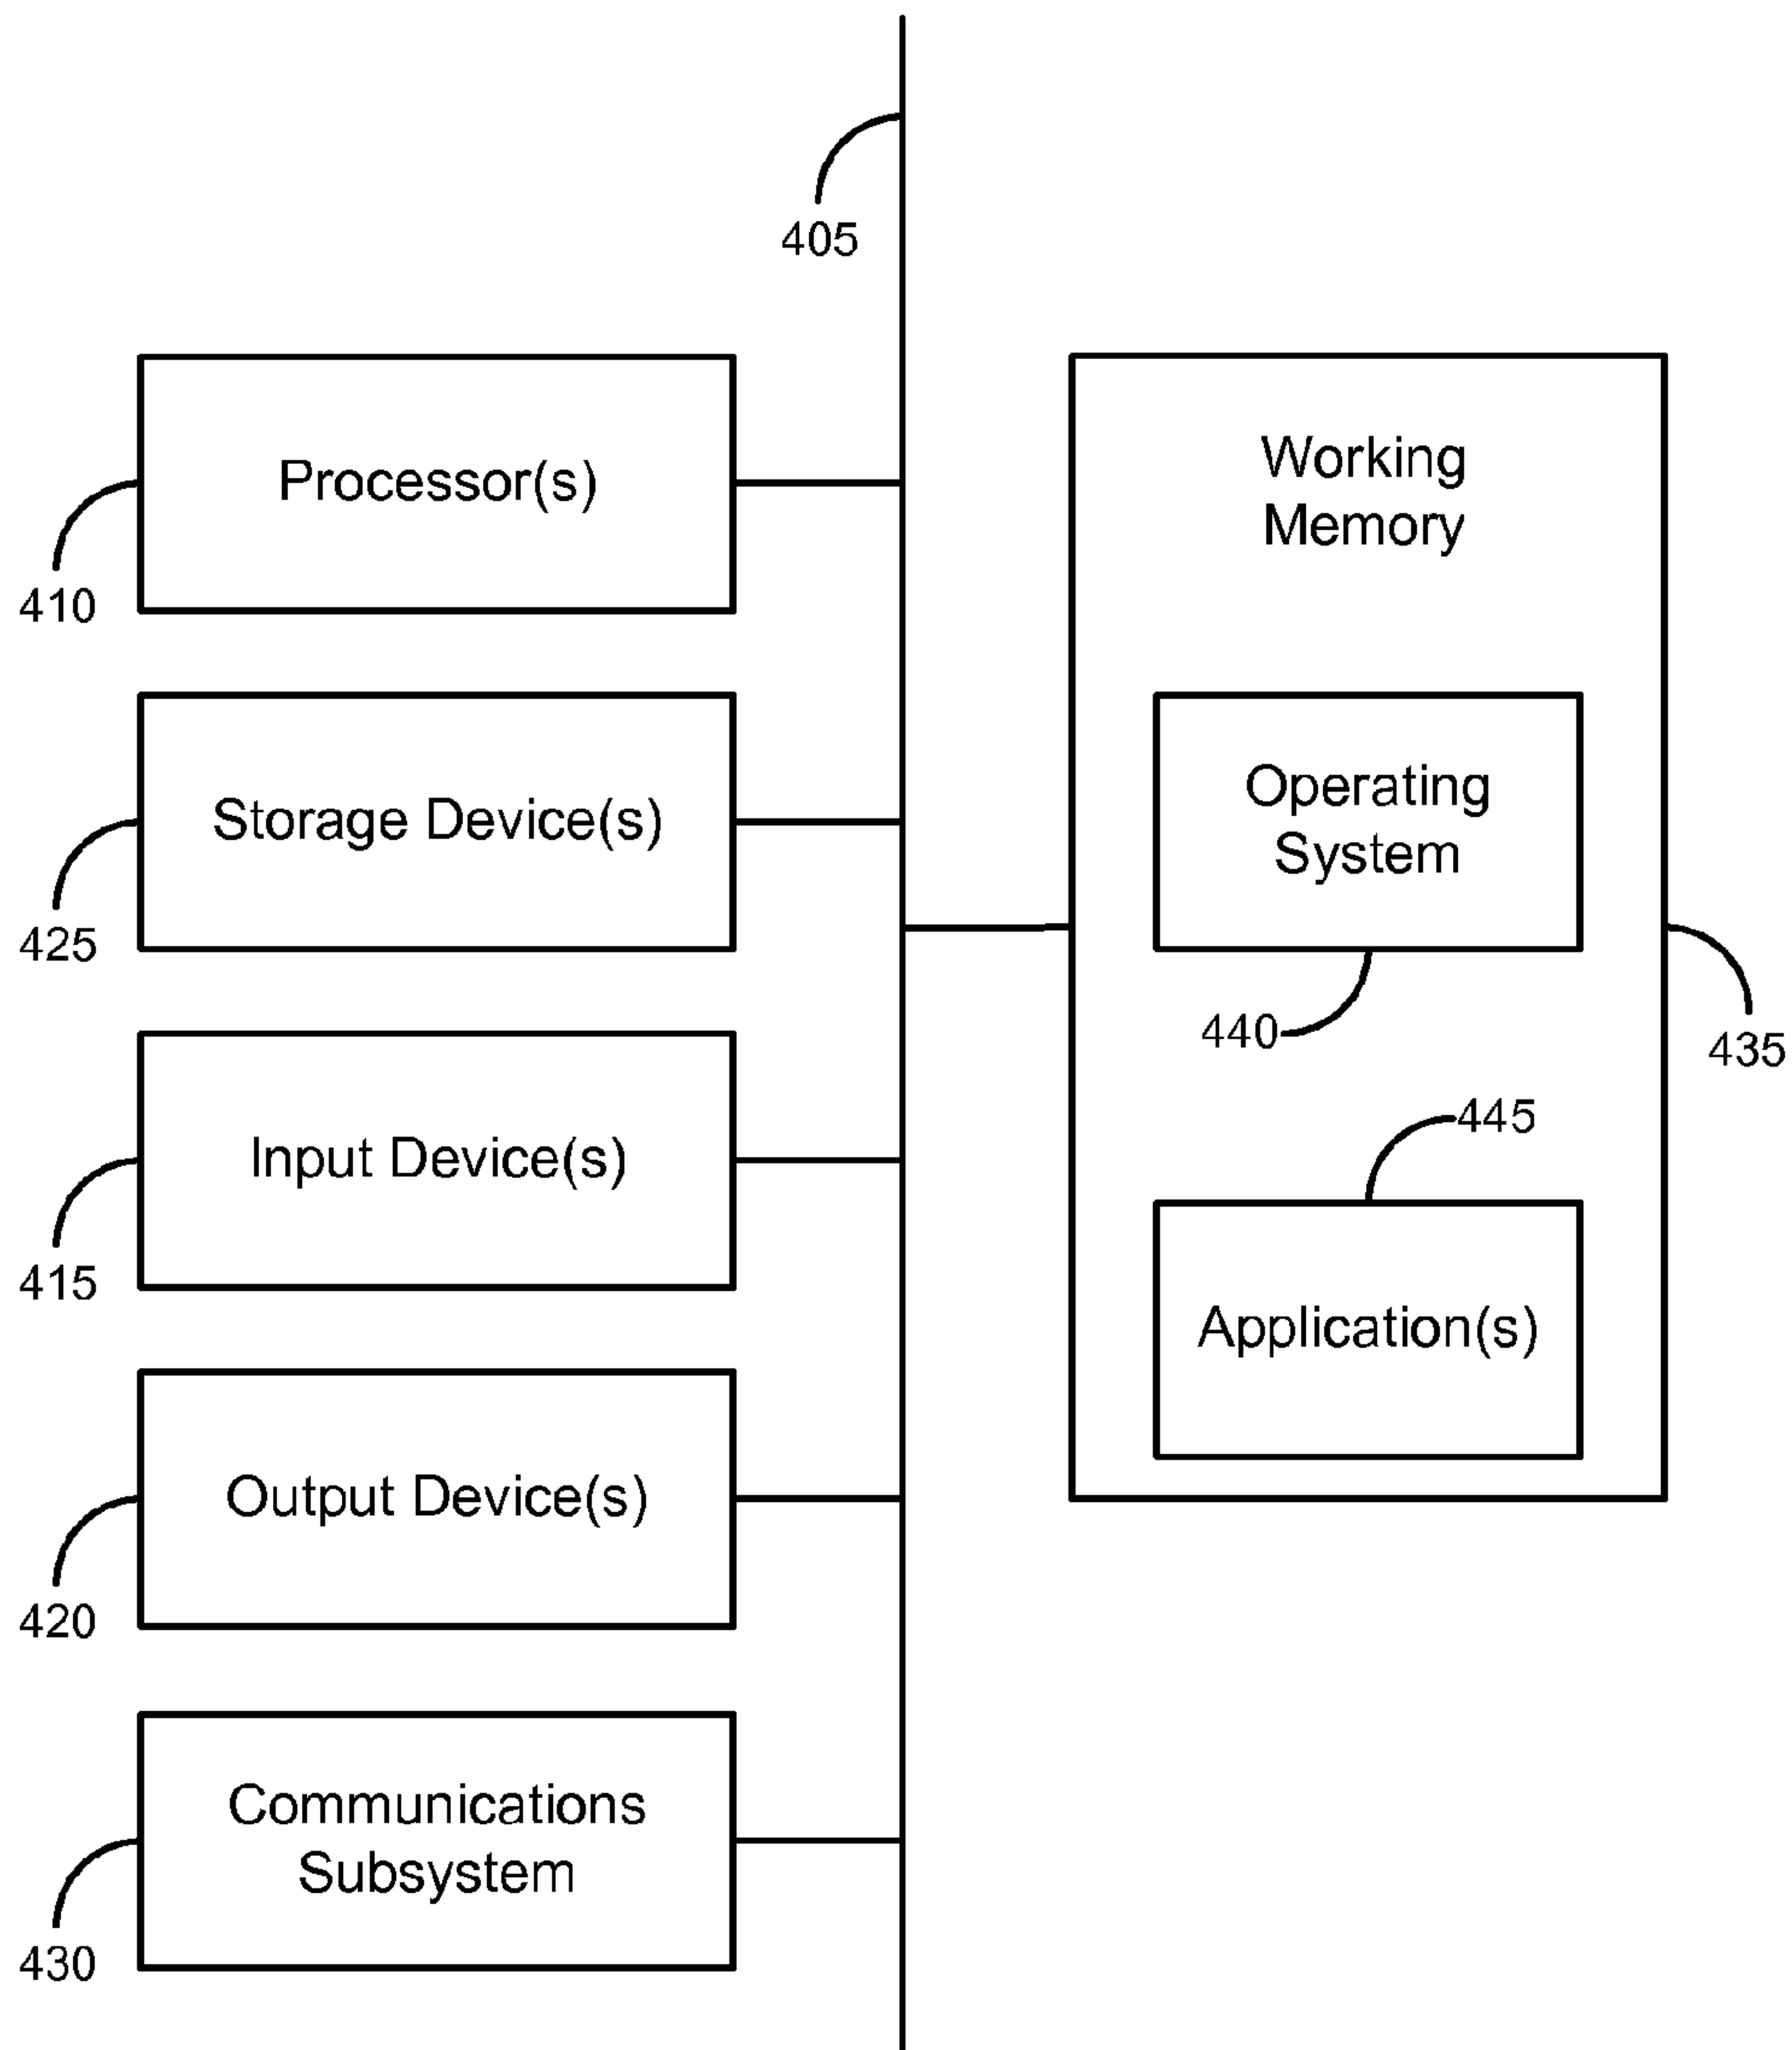 405
Processor(s)
410
Storage Device(s)
425
Input Device(s)
415
Output Device(s)
420
Communications
Subsystem
430
Working
Memory
Operating
System
440
435
445
Application(s)